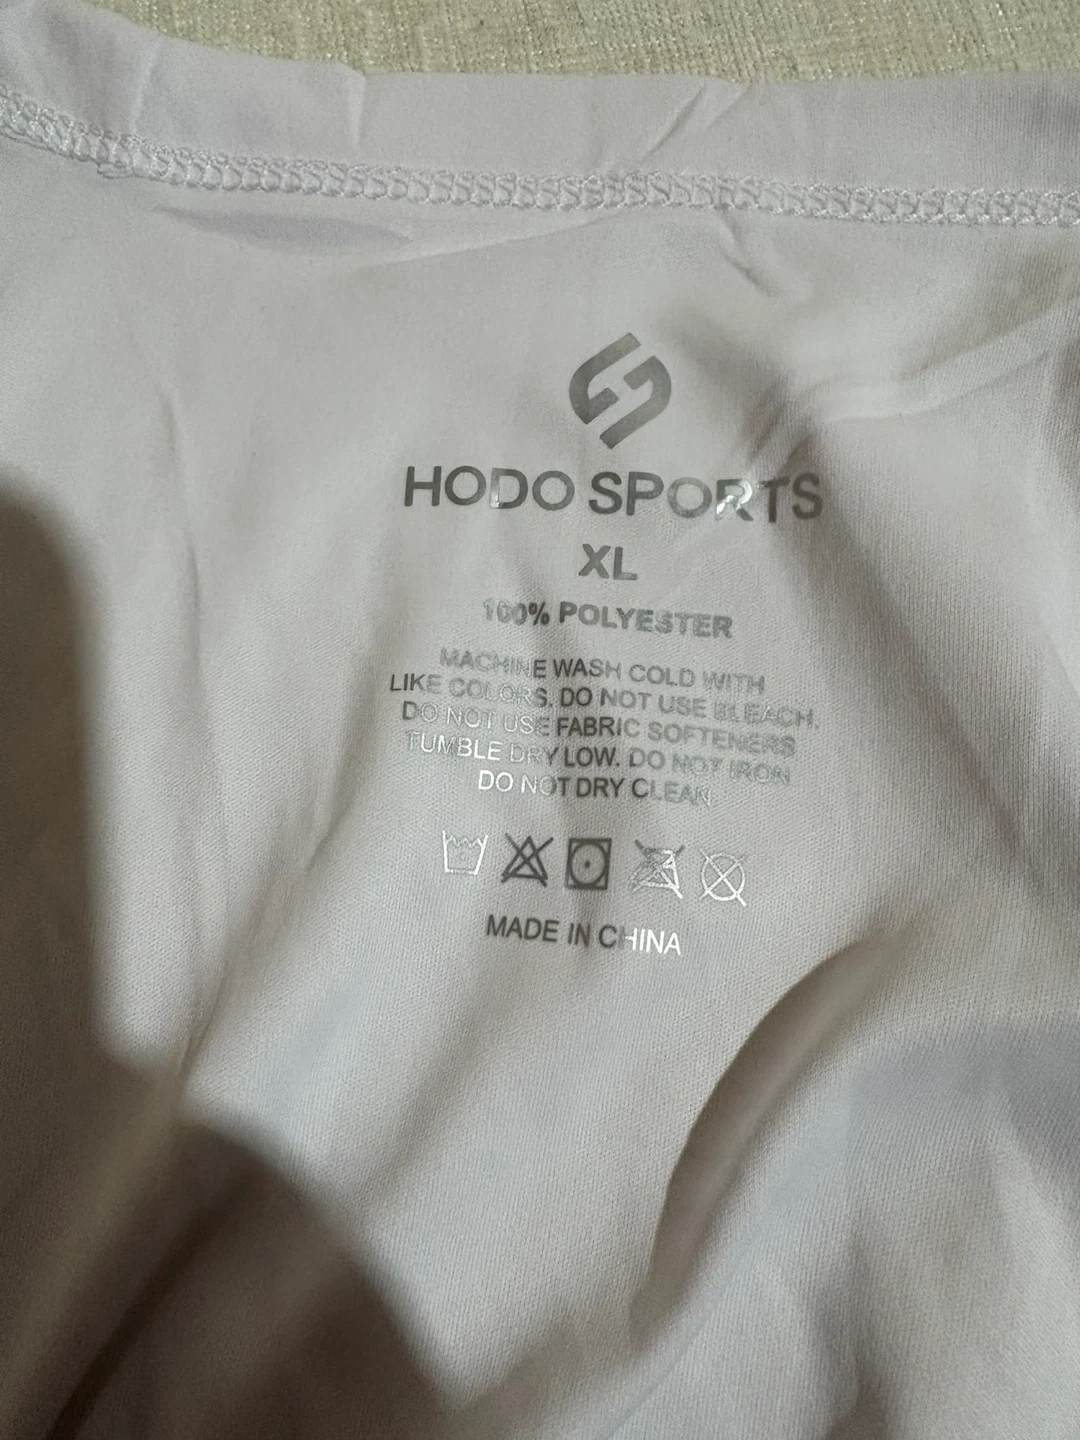 HODO SPORTS
XL
100% POLYESTER
MACHINE WASH COLD WITH
LIKE COLORS. DO NOT USE BLEACH.
DO NOT USE FABRIC SOFTENERS
TUMBLE DRY LOW. DO NOT IRON
DO NOT DRY CLEAN.
MADE IN CHINA